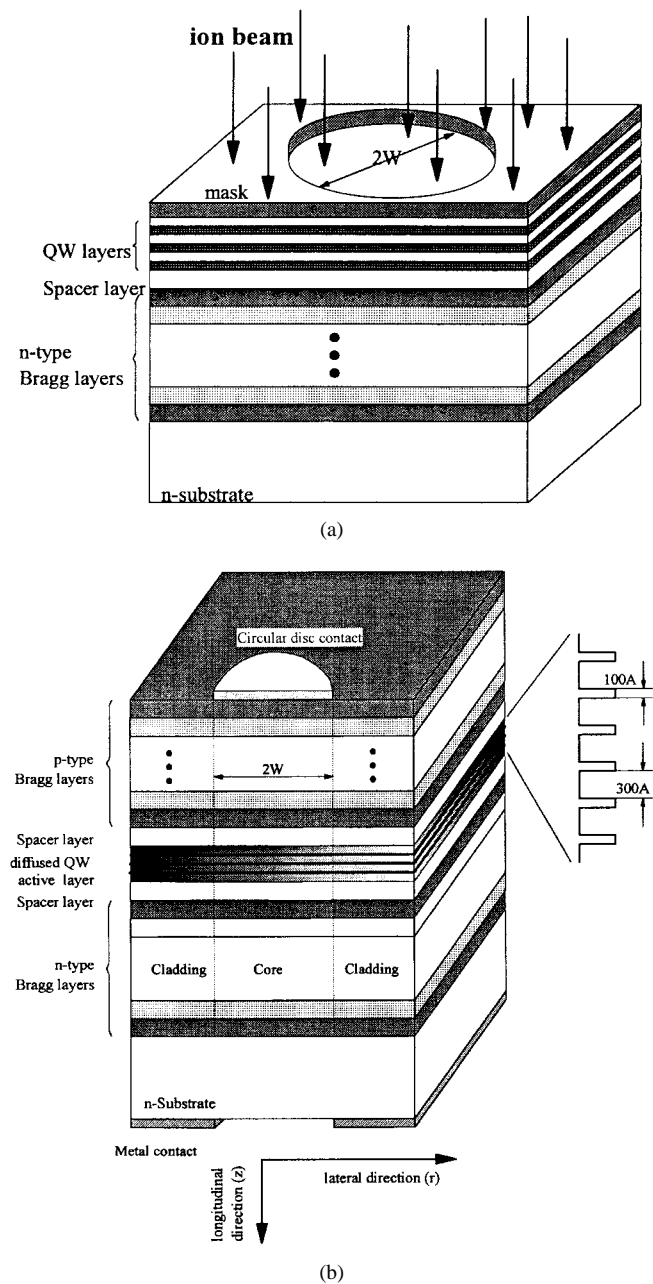 ion beam
2W
mask
QW layers
Spacer layer
n-type
Bragg layers
n-substrate
(a)
Circular disc contact
100A
p-type
Bragg layers
2W
300A
Spacer layer
diffused QW
active layer
Spacer layer
n-type
Bragg layers
Cladding
Core
Cladding
n-Substrate
Metal contact
longitudinal
direction (z)
lateral direction (r)
(b)